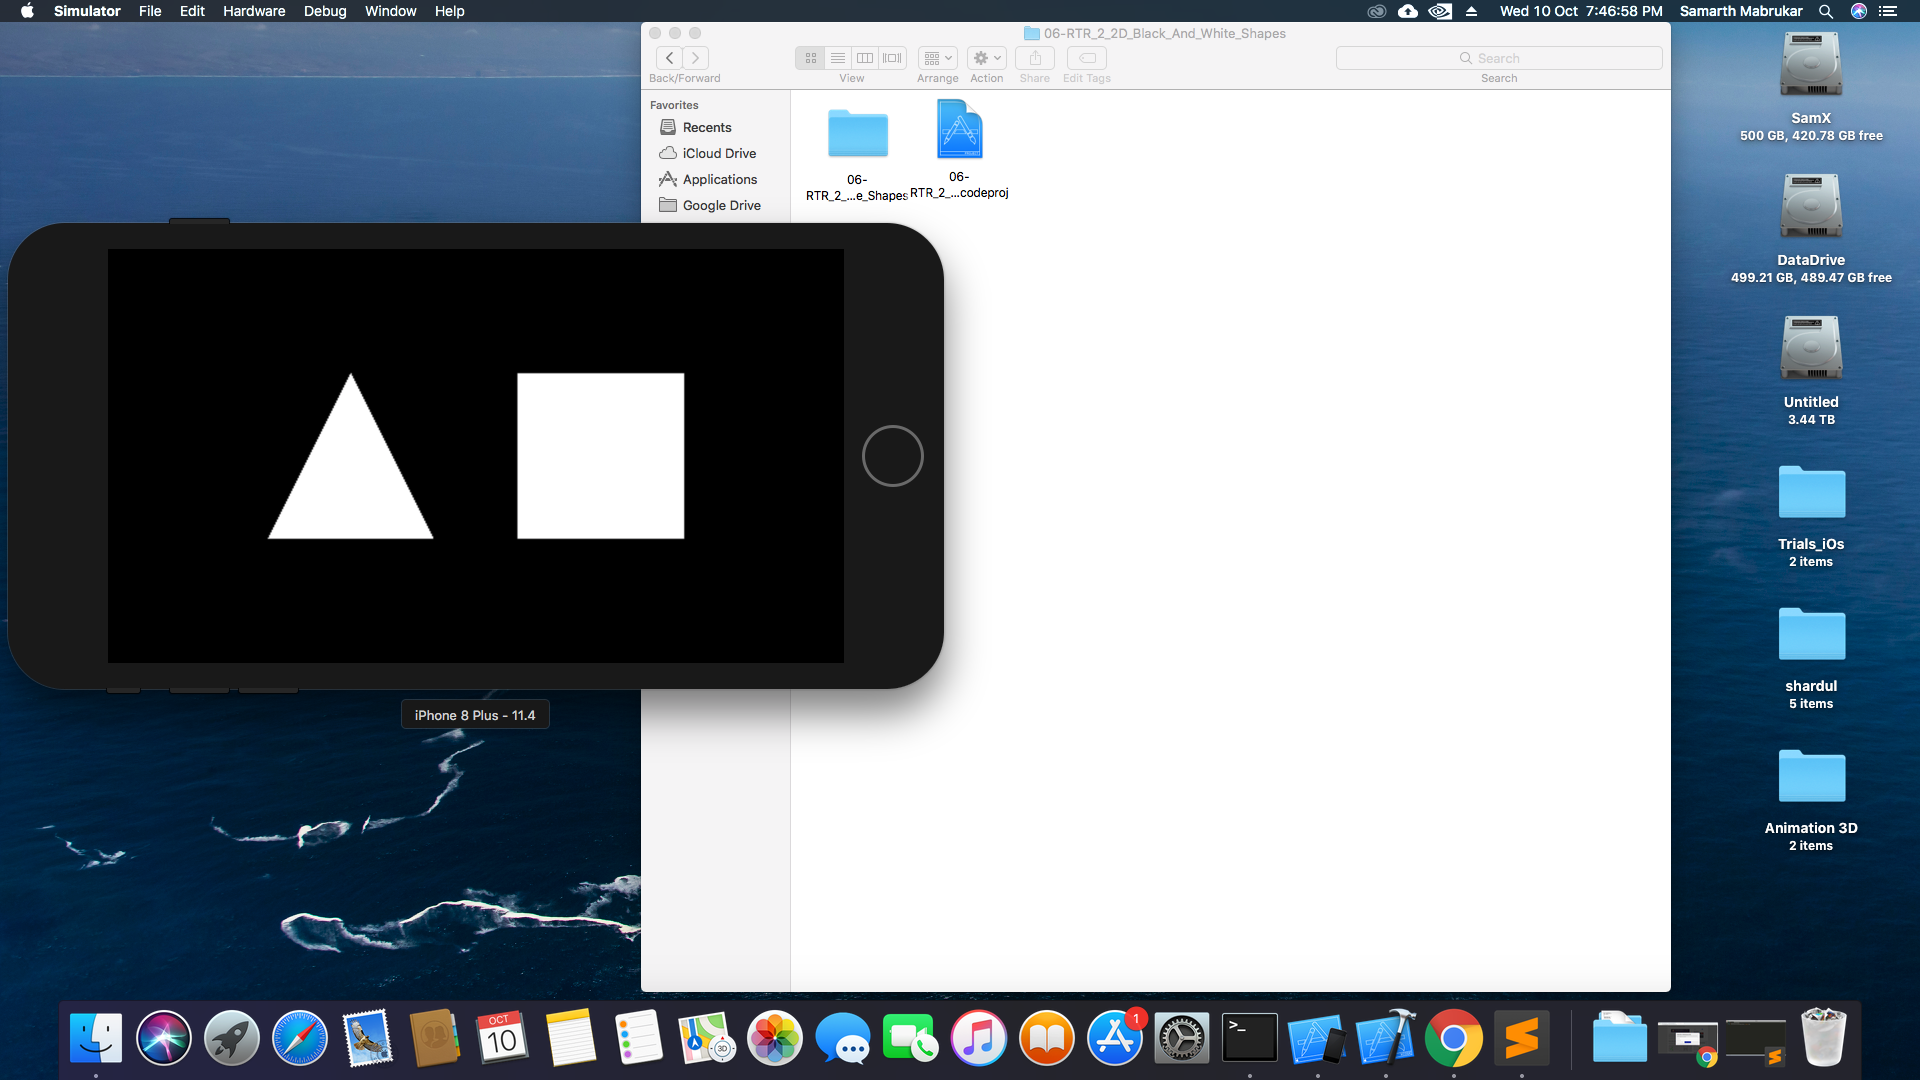 Simulator File Edit Hardware Debug Window Help
Wed 10 Oct 7:46:58 PM Samarth Mabrukar
06-RTR_2_2D_Black_And_White_Shapes
Search
Back/Forward View Arrange Action Share Edit Tags Search
Favorites
Recents
iCloud Drive
Applications
Google Drive
06-
RTR_2_...e_Shapes
06-
RTR_2_...codeproj
iPhone 8 Plus - 11.4
SamX
500 GB, 420.78 GB free
DataDrive
499.21 GB, 489.47 GB free
Untitled
3.44 TB
Trials_iOs
2 items
shardul
5 items
Animation 3D
2 items
OCT
10
3D
1
>_